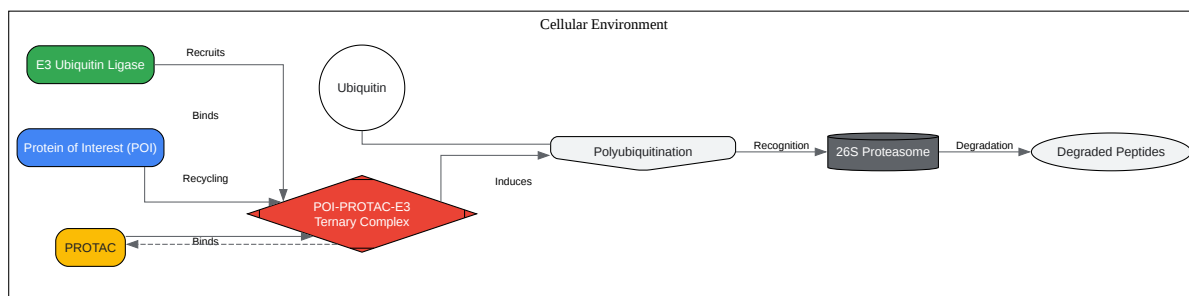 Cellular Environment
Recruits
E3 Ubiquitin Ligase
Ubiquitin
Binds
Protein of Interest (POI)
Polyubiquitination
Recognition
26S Proteasome
Degradation
Degraded Peptides
Recycling
Induces
POI-PROTAC-E3
Ternary Complex
PROTAC
Binds